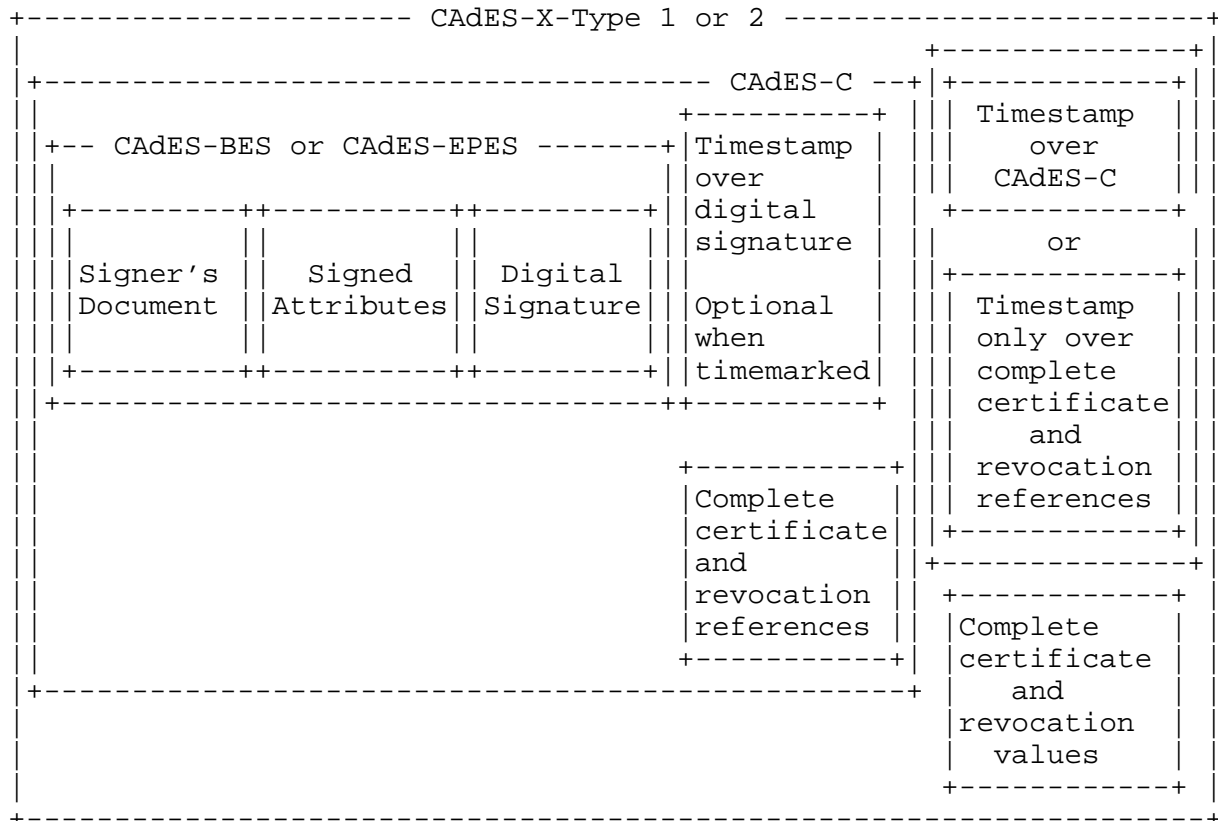 CAdES-X-Type 1 or 2
CAdES-C
CAdES-BES or CAdES-EPES
Signer’s
Document
Signed
Attributes
Digital
Signature
Timestamp
over
digital
signature
Optional
when
timemarked
Complete
certificate
and
revocation
references
Timestamp
over
CAdES-C
or
Timestamp
only over
complete
certificate
and
revocation
references
Complete
certificate
and
revocation
values